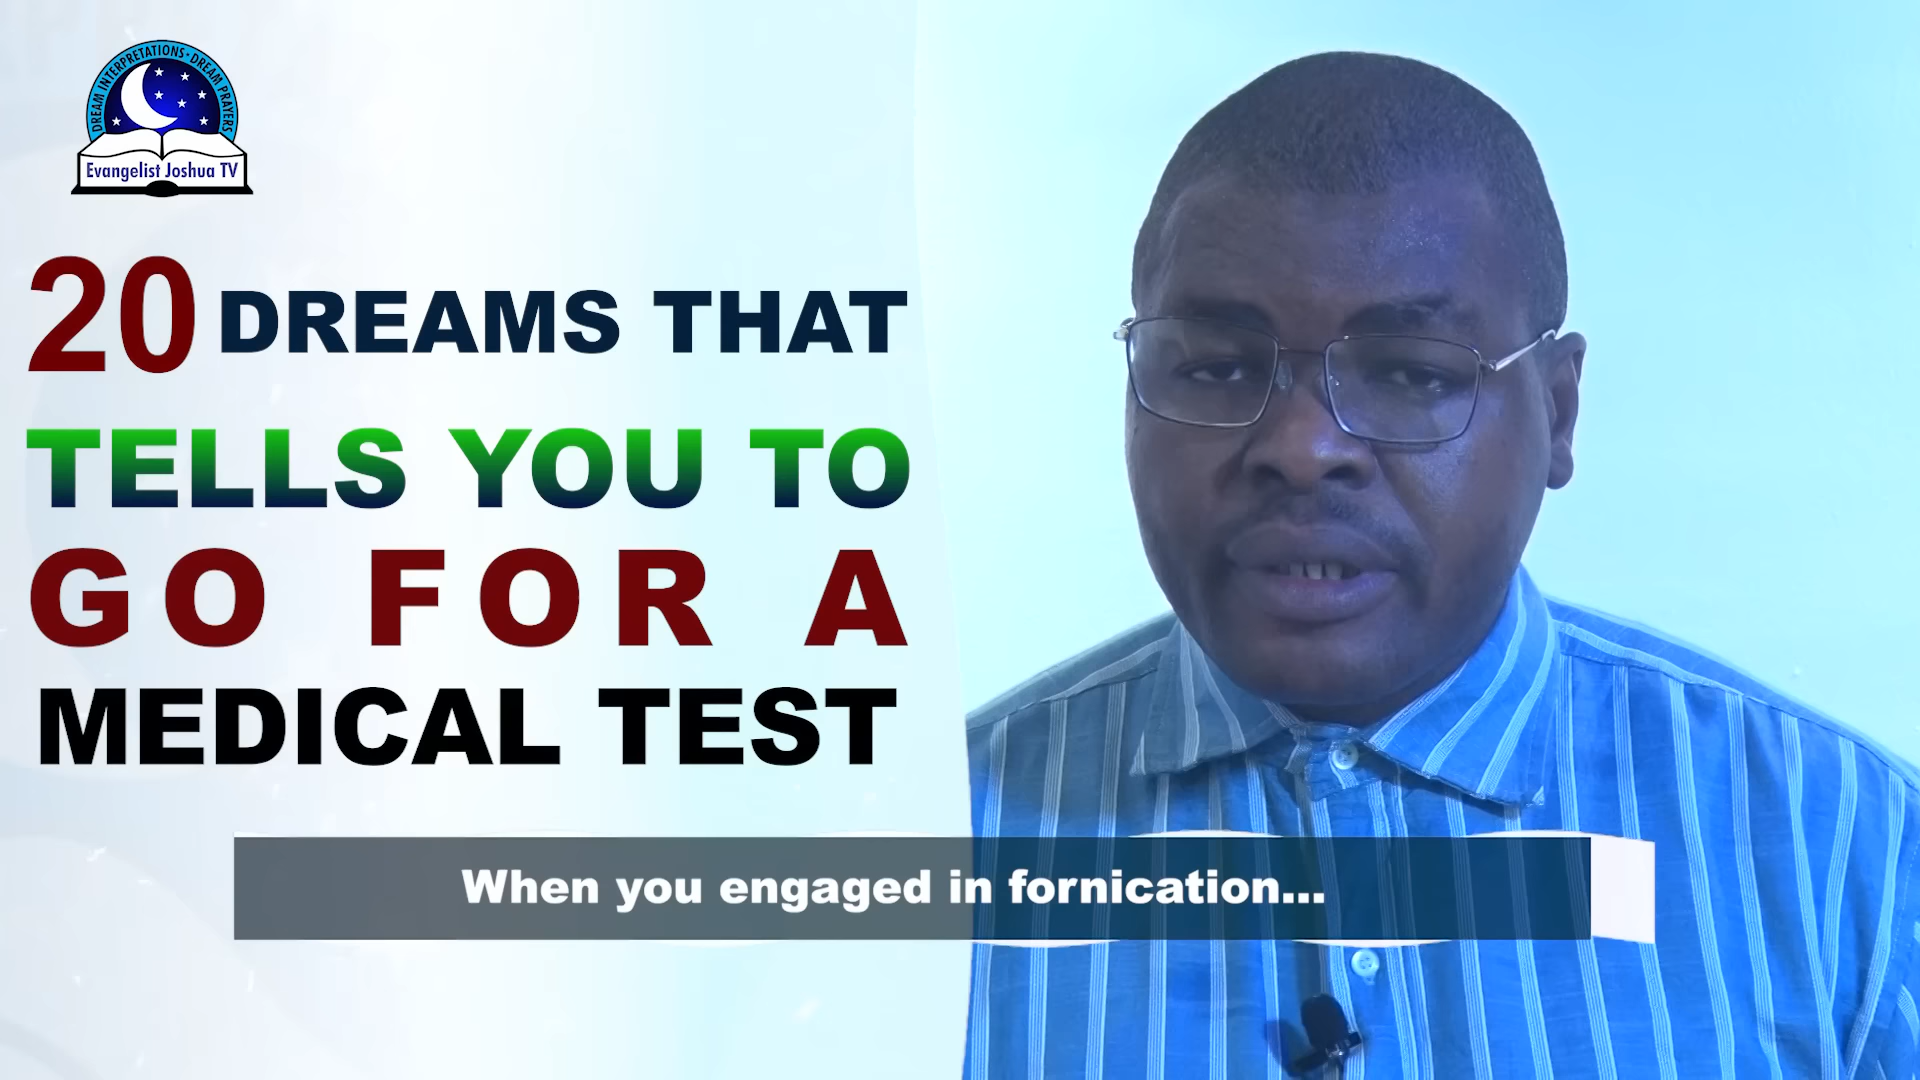 DREAM INTERPRETATIONS • DREAM PRAYERS
Evangelist Joshua TV
20 DREAMS THAT
TELLS YOU TO
GO FOR A
MEDICAL TEST
When you engaged in fornication...